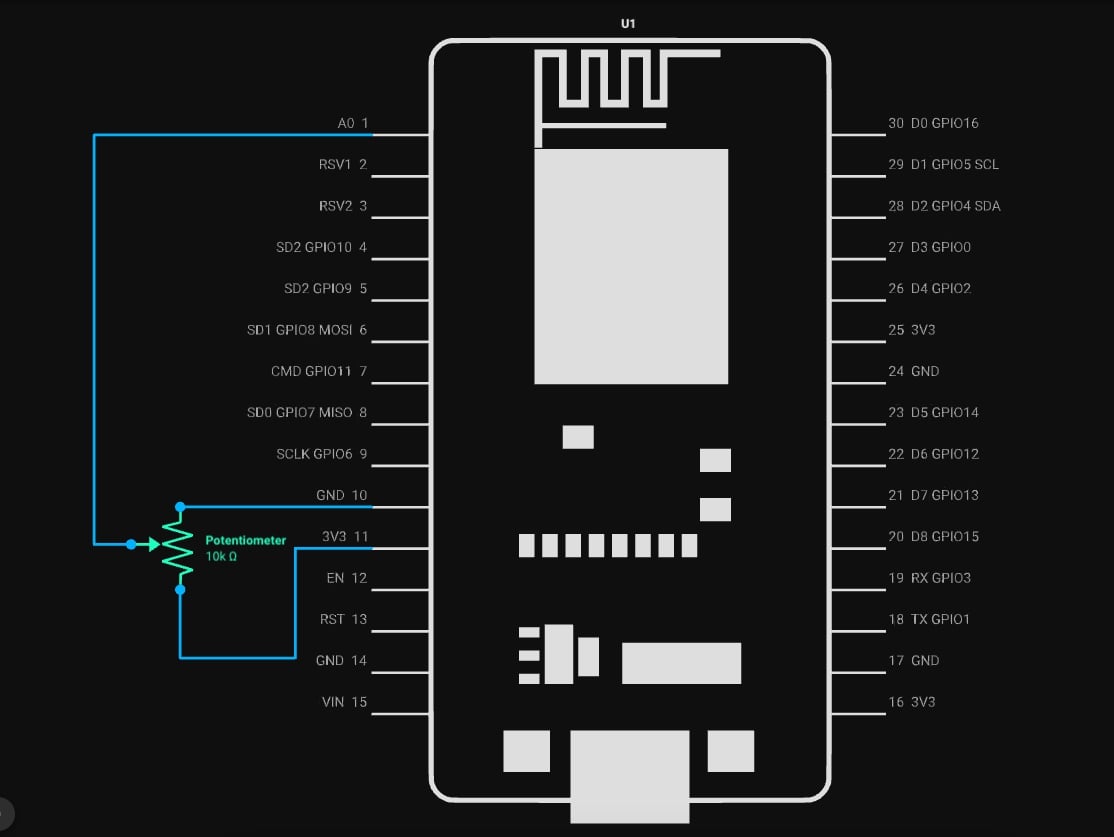 U1
A0 1
RSV1 2
RSV2 3
SD2 GPIO10 4
SD2 GPIO9 5
SD1 GPIO8 MOSI 6
CMD GPIO11 7
SD0 GPIO7 MISO 8
SCLK GPIO6 9
GND 10
3V3 11
EN 12
RST 13
GND 14
VIN 15
Potentiometer
10k Ω
30 D0 GPIO16
29 D1 GPIO5 SCL
28 D2 GPIO4 SDA
27 D3 GPIO0
26 D4 GPIO2
25 3V3
24 GND
23 D5 GPIO14
22 D6 GPIO12
21 D7 GPIO13
20 D8 GPIO15
19 RX GPIO3
18 TX GPIO1
17 GND
16 3V3